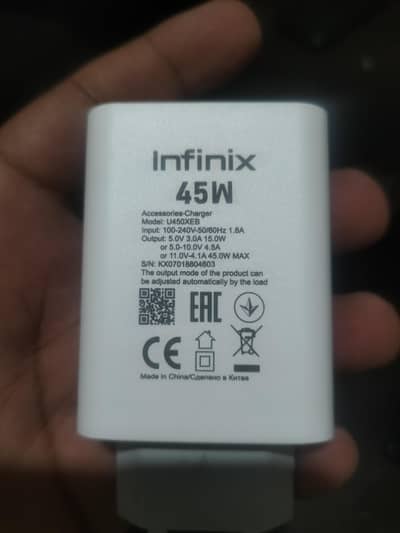 Infinix
45W
Accessories-Charger
Model: U450XEB
Input: 100-240V-50/60Hz 1.8A
Output: 5.0V 3.0A 15.0W
or 5.0-10.0V 4.5A
or 11.0V-4.1A 45.0W MAX
S/N: KX07018804603
The output mode of the product can
be adjusted automatically by the load
EAC
CE
Made in China/Сделано в Китае